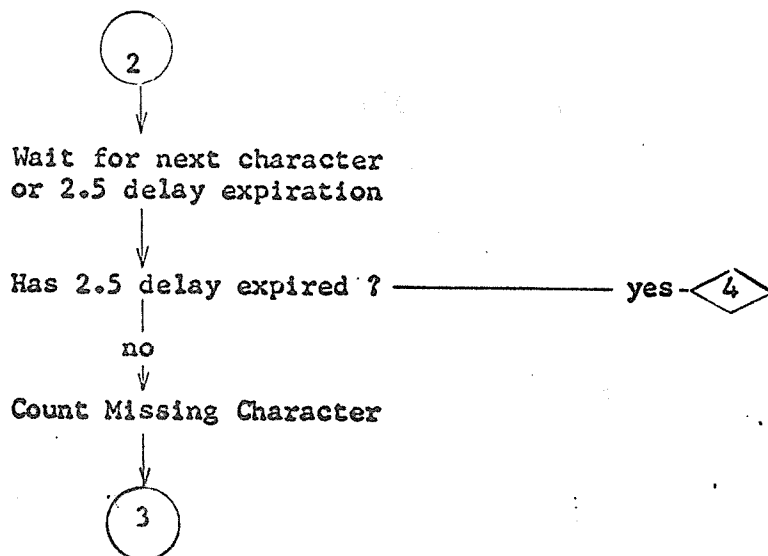 2
Wait for next character
or 2.5 delay expiration
Has 2.5 delay expired ? yes 4
no
Count Missing Character
3